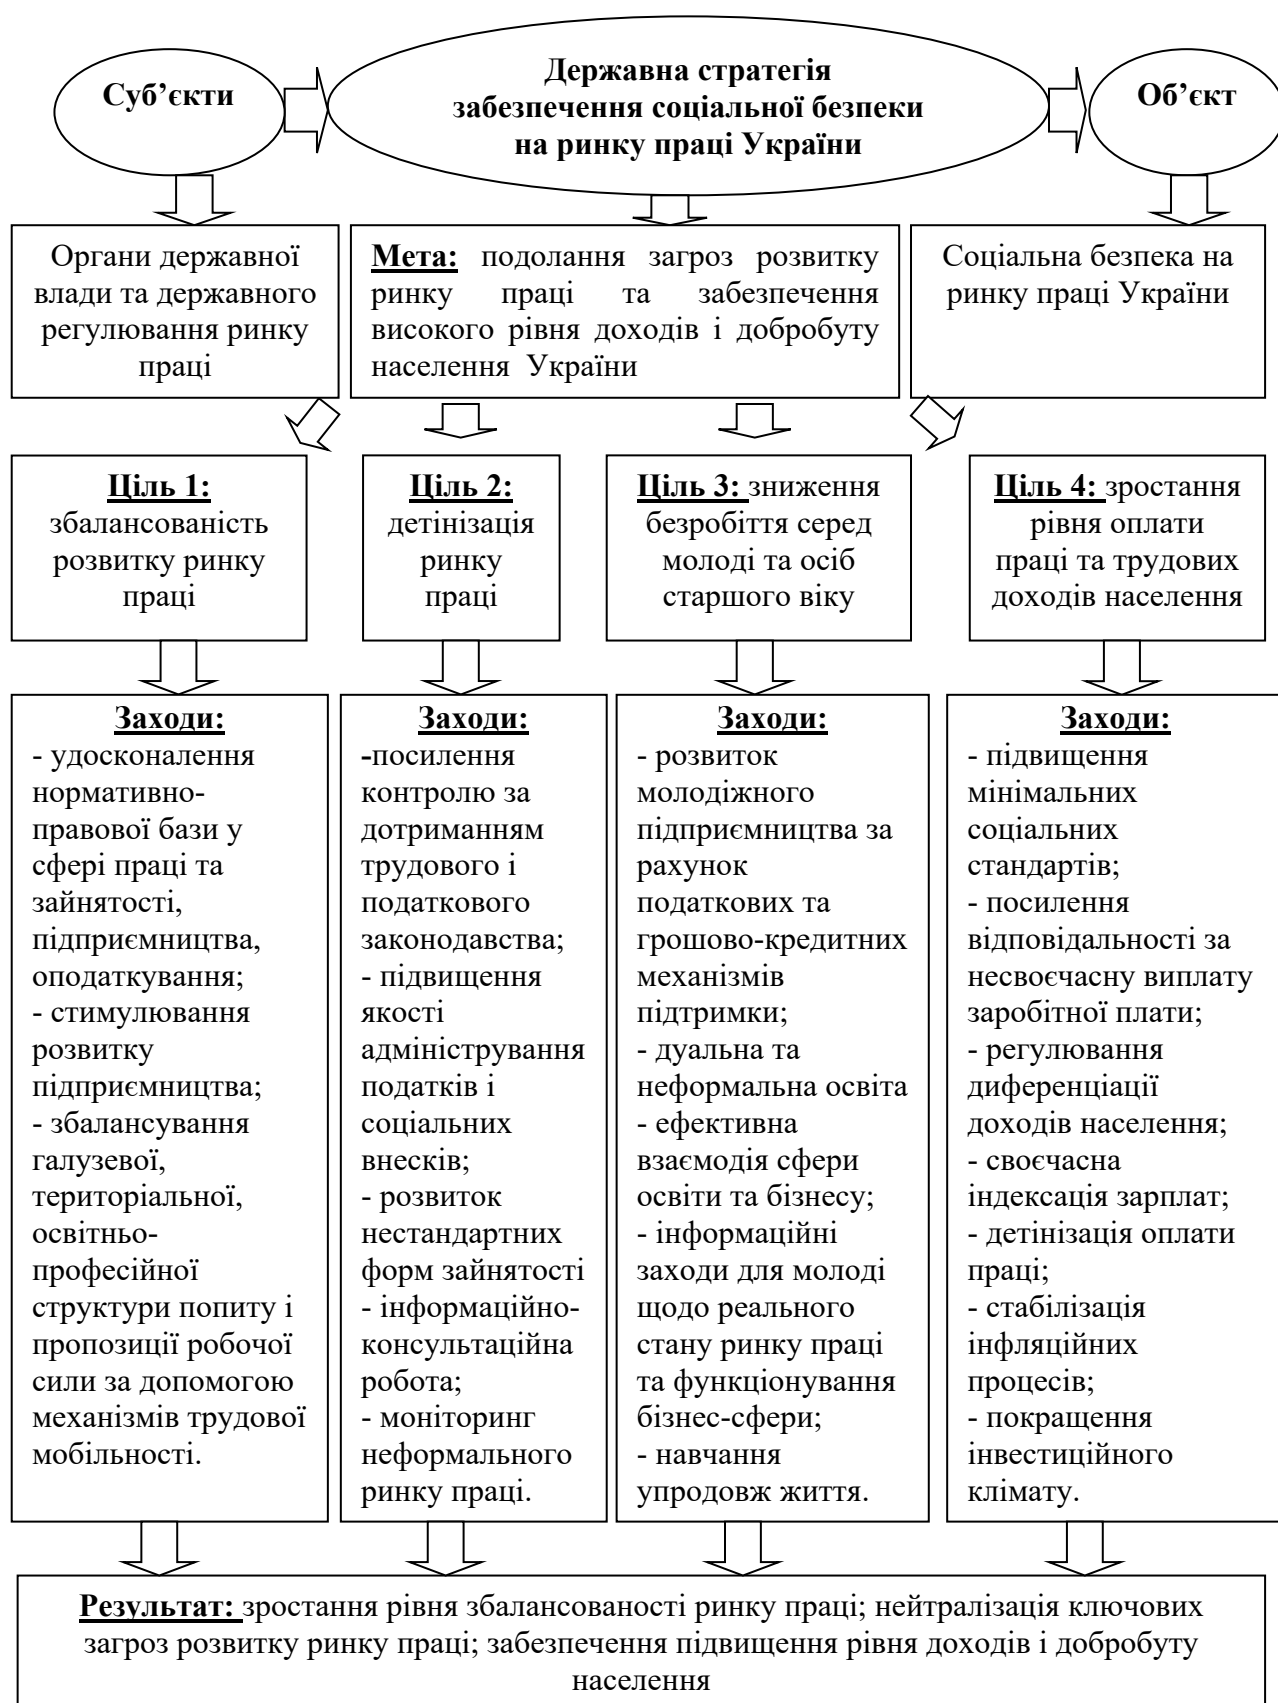 Суб’єкти
Державна стратегія
забезпечення соціальної безпеки
на ринку праці України
Об’єкт
Органи державної
влади та державного
регулювання ринку
праці
Мета: подолання загроз розвитку
ринку праці та забезпечення
високого рівня доходів і добробуту
населення України
Соціальна безпека на
ринку праці України
Ціль 1:
збалансованість
розвитку ринку
праці
Ціль 2:
детінізація
ринку
праці
Ціль 3: зниження
безробіття серед
молоді та осіб
старшого віку
Ціль 4: зростання
рівня оплати
праці та трудових
доходів населення
Заходи:
- удосконалення
нормативно-
правової бази у
сфері праці та
зайнятості,
підприємництва,
оподаткування;
- стимулювання
розвитку
підприємництва;
- збалансування
галузевої,
територіальної,
освітньо-
професійної
структури попиту і
пропозиції робочої
сили за допомогою
механізмів трудової
мобільності.
Заходи:
-посилення
контролю за
дотриманням
трудового і
податкового
законодавства;
- підвищення
якості
адміністрування
податків і
соціальних
внесків;
- розвиток
нестандартних
форм зайнятості
- інформаційно-
консультаційна
робота;
- моніторинг
неформального
ринку праці.
Заходи:
- розвиток
молодіжного
підприємництва за
рахунок
податкових та
грошово-кредитних
механізмів
підтримки;
- дуальна та
неформальна освіта
- ефективна
взаємодія сфери
освіти та бізнесу;
- інформаційні
заходи для молоді
щодо реального
стану ринку праці
та функціонування
бізнес-сфери;
- навчання
упродовж життя.
Заходи:
- підвищення
мінімальних
соціальних
стандартів;
- посилення
відповідальності за
несвоєчасну виплату
заробітної плати;
- регулювання
диференціації
доходів населення;
- своєчасна
індексація зарплат;
- детінізація оплати
праці;
- стабілізація
інфляційних
процесів;
- покращення
інвестиційного
клімату.
Результат: зростання рівня збалансованості ринку праці; нейтралізація ключових
загроз розвитку ринку праці; забезпечення підвищення рівня доходів і добробуту
населення